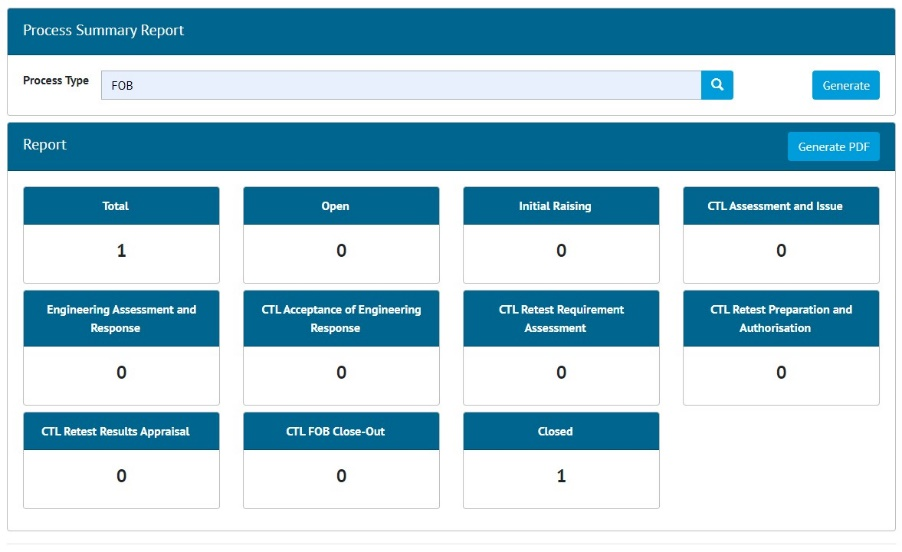 Process Summary Report
Process Type
FOB
Generate
Report
Generate PDF
Total
1
Open
0
Initial Raising
0
CTL Assessment and Issue
0
Engineering Assessment and
Response
0
CTL Acceptance of Engineering
Response
0
CTL Retest Requirement
Assessment
0
CTL Retest Preparation and
Authorisation
0
CTL Retest Results Appraisal
0
CTL FOB Close-Out
0
Closed
1